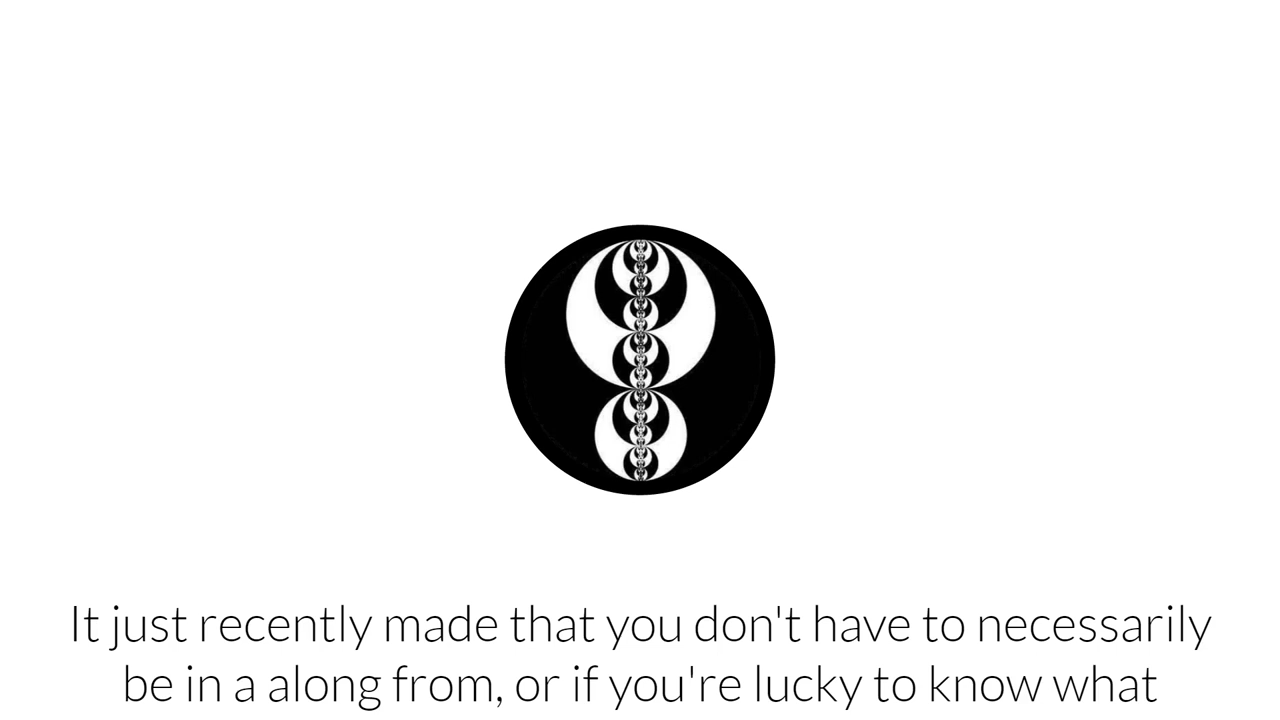 It just recently made that you don't have to necessarily
be in a along from, or if you're lucky to know what